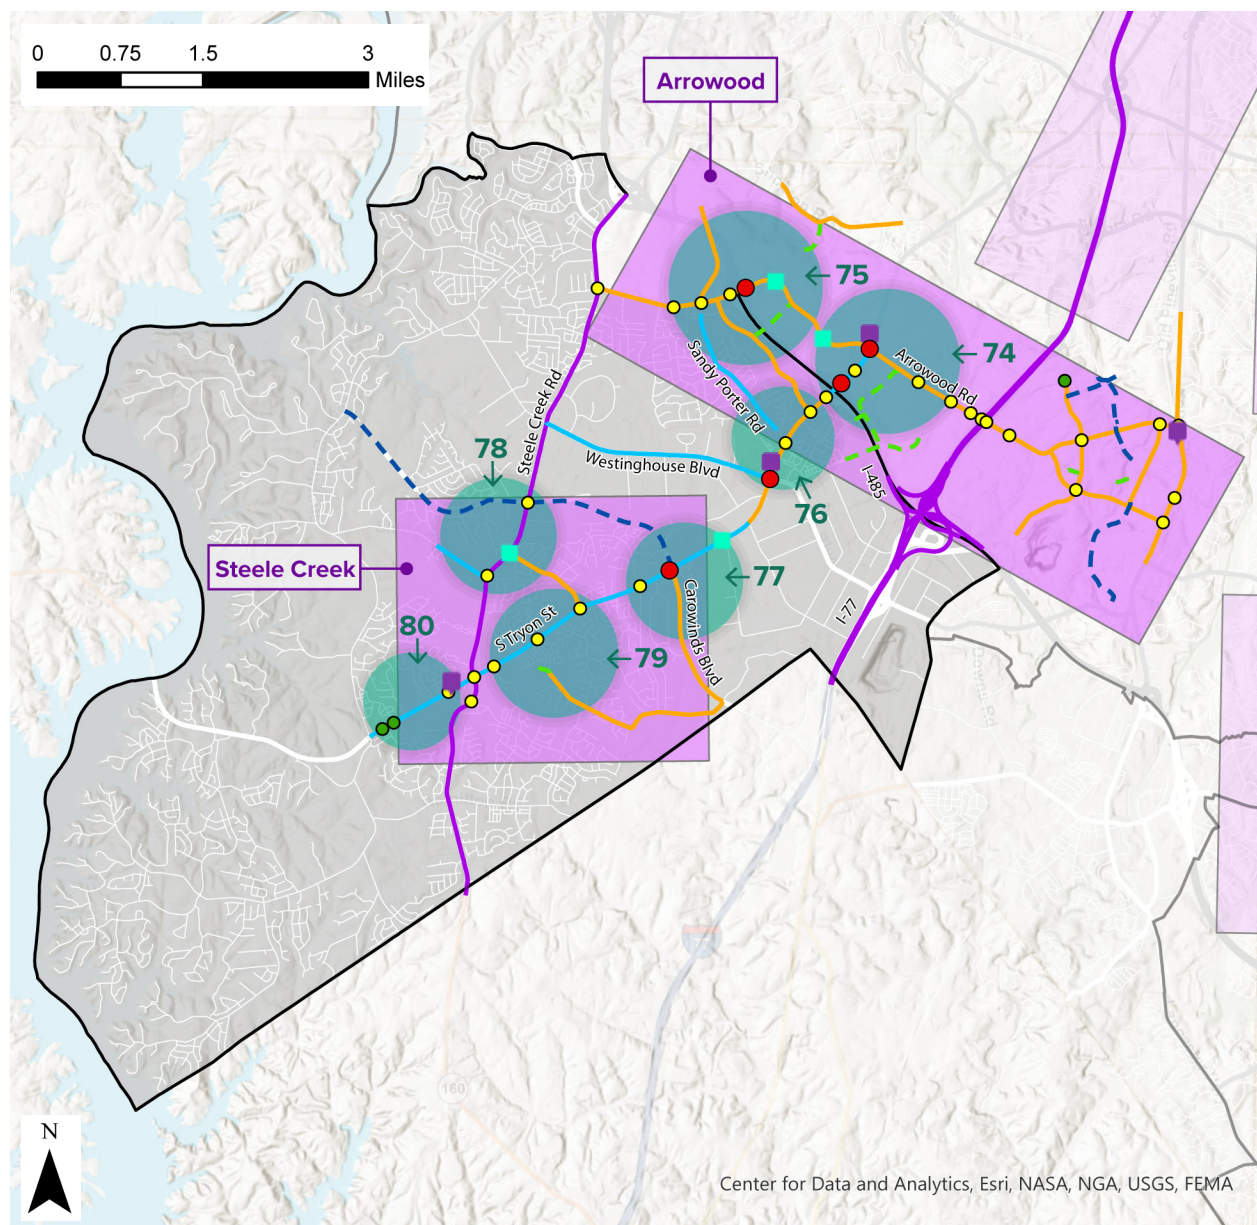 0 0.75 1.5 3
Miles
Arrowood
75
74
Arrowood Rd
Sandy Porter Rd
Steele Creek Rd
78
Westinghouse Blvd
I-485
76
Steele Creek
77
Carowinds Blvd
I-77
80
S Tryon St
79
160
N
Center for Data and Analytics, Esri, NASA, NGA, USGS, FEMA